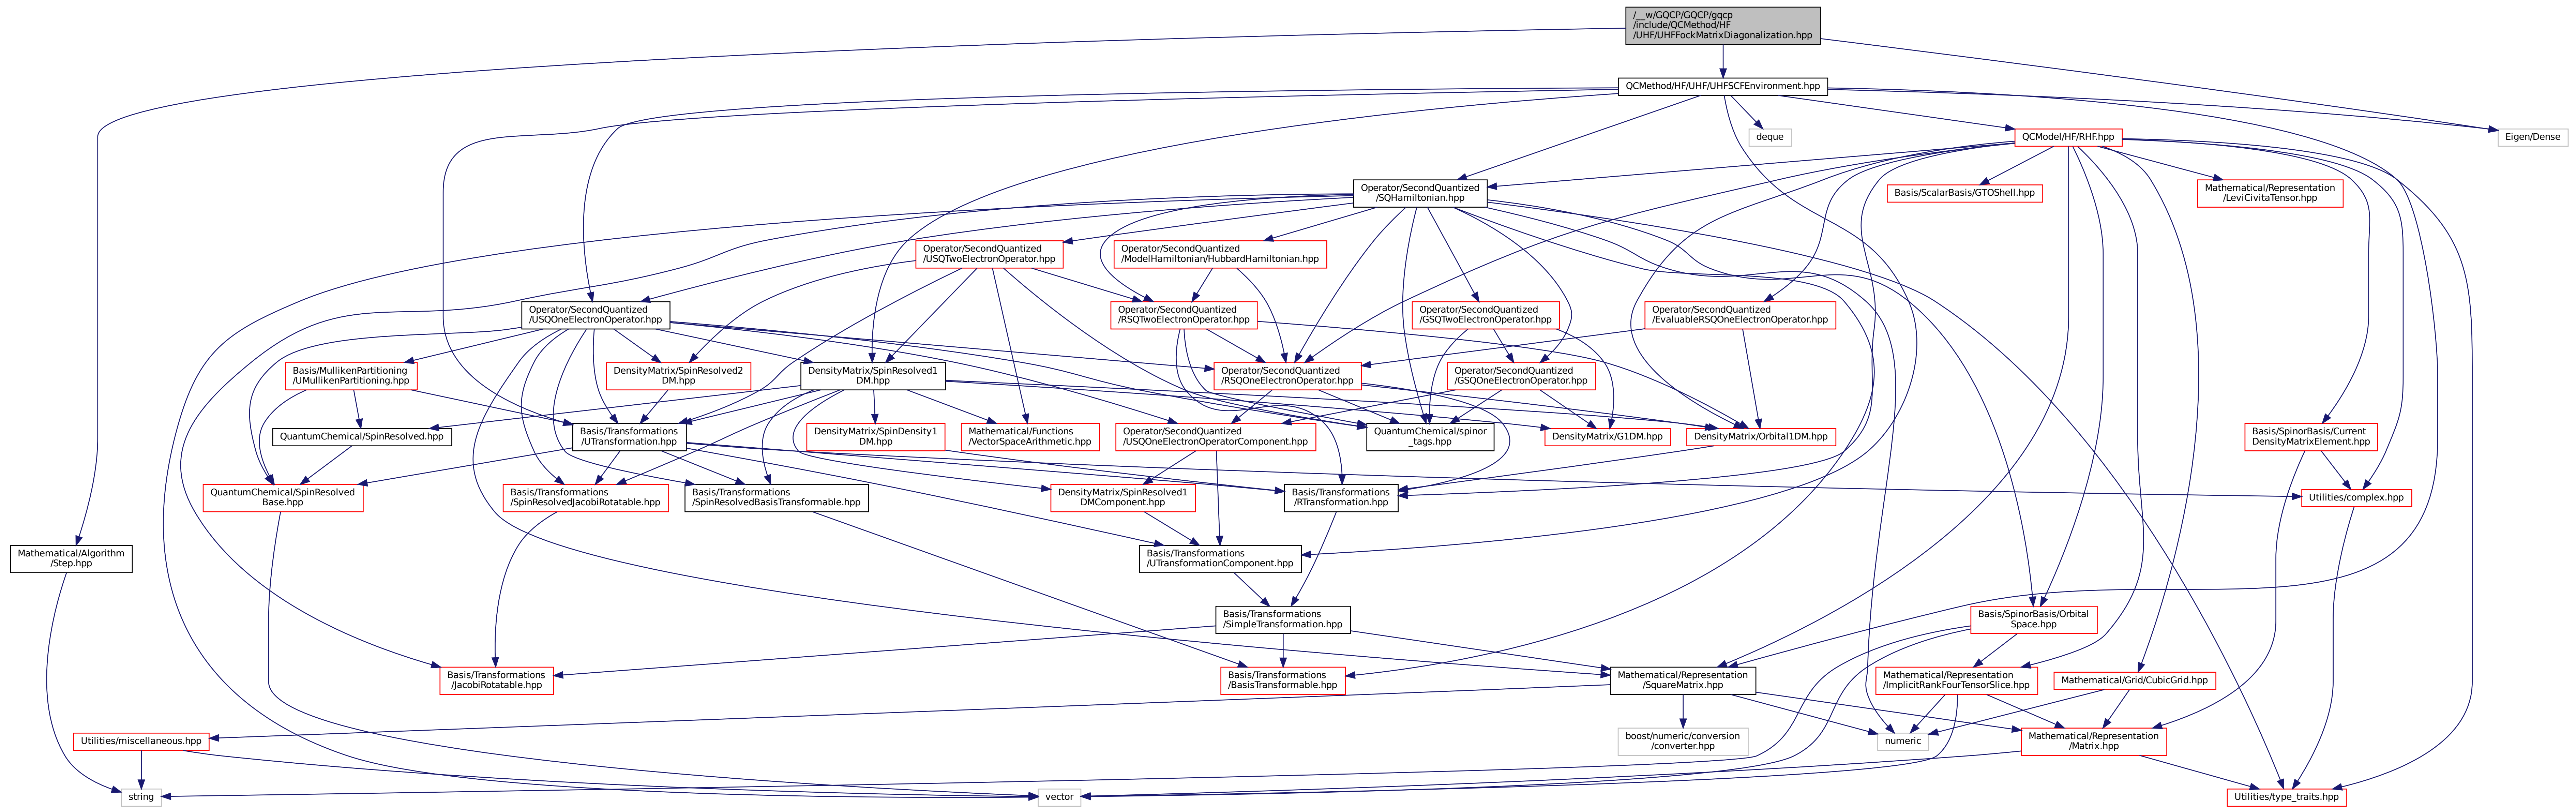 /__w/GQCP/GQCP/gqcp
/include/QCMethod/HF
/UHF/UHFFockMatrixDiagonalization.hpp
QCMethod/HF/UHF/UHFSCFEnvironment.hpp
deque
QCModel/HF/RHF.hpp
Eigen/Dense
Operator/SecondQuantized
/SQHamiltonian.hpp
Basis/ScalarBasis/GTOShell.hpp
Mathematical/Representation
/LeviCivitaTensor.hpp
Operator/SecondQuantized
/USQTwoElectronOperator.hpp
Operator/SecondQuantized
/ModelHamiltonian/HubbardHamiltonian.hpp
Operator/SecondQuantized
/USQOneElectronOperator.hpp
Operator/SecondQuantized
/RSQTwoElectronOperator.hpp
Operator/SecondQuantized
/GSQTwoElectronOperator.hpp
Operator/SecondQuantized
/EvaluableRSQOneElectronOperator.hpp
Basis/MullikenPartitioning
/UMullikenPartitioning.hpp
DensityMatrix/SpinResolved2
DM.hpp
DensityMatrix/SpinResolved1
DM.hpp
Operator/SecondQuantized
/RSQOneElectronOperator.hpp
Operator/SecondQuantized
/GSQOneElectronOperator.hpp
QuantumChemical/SpinResolved.hpp
Basis/Transformations
/UTransformation.hpp
DensityMatrix/SpinDensity1
DM.hpp
Mathematical/Functions
/VectorSpaceArithmetic.hpp
Operator/SecondQuantized
/USQOneElectronOperatorComponent.hpp
QuantumChemical/spinor
_tags.hpp
DensityMatrix/G1DM.hpp
DensityMatrix/Orbital1DM.hpp
Basis/SpinorBasis/Current
DensityMatrixElement.hpp
QuantumChemical/SpinResolved
Base.hpp
Basis/Transformations
/SpinResolvedJacobiRotatable.hpp
Basis/Transformations
/SpinResolvedBasisTransformable.hpp
DensityMatrix/SpinResolved1
DMComponent.hpp
Basis/Transformations
/RTransformation.hpp
Utilities/complex.hpp
Mathematical/Algorithm
/Step.hpp
Basis/Transformations
/UTransformationComponent.hpp
Basis/Transformations
/SimpleTransformation.hpp
Basis/SpinorBasis/Orbital
Space.hpp
Basis/Transformations
/JacobiRotatable.hpp
Basis/Transformations
/BasisTransformable.hpp
Mathematical/Representation
/SquareMatrix.hpp
Mathematical/Representation
/ImplicitRankFourTensorSlice.hpp
Mathematical/Grid/CubicGrid.hpp
Utilities/miscellaneous.hpp
boost/numeric/conversion
/converter.hpp
numeric
Mathematical/Representation
/Matrix.hpp
string
vector
Utilities/type_traits.hpp